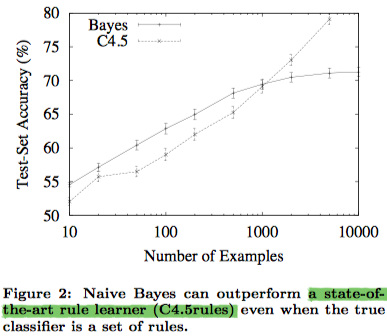 80
75
70
65
60
55
50
Test-Set Accuracy (%)
Bayes
C4.5
10
100
1000
10000
Number of Examples
Figure 2: Naive Bayes can outperform a state-of-
the-art rule learner (C4.5rules) even when the true
classifier is a set of rules.